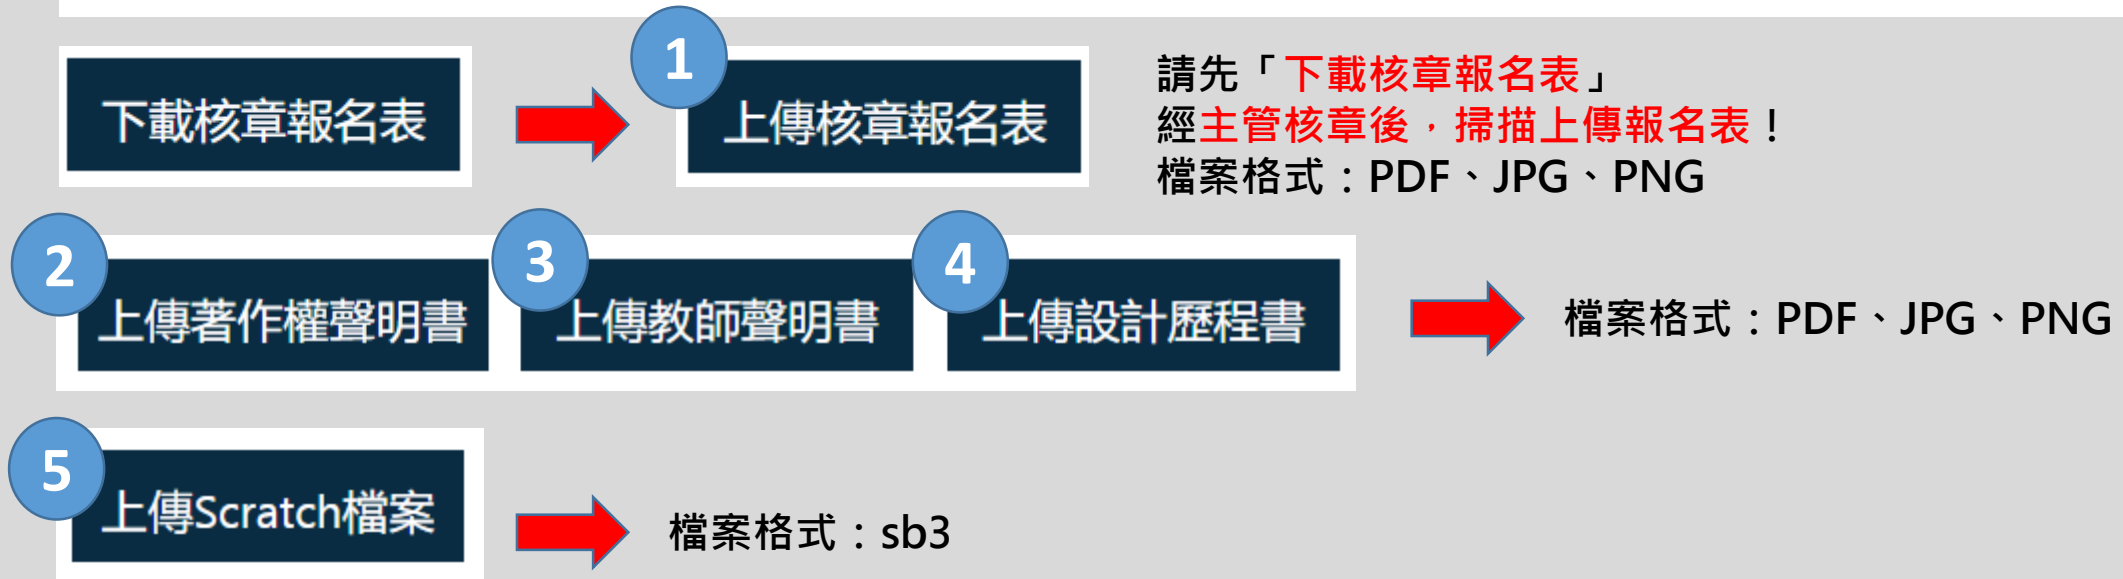 1
下載核章報名表
上傳核章報名表
請先「下載核章報名表」
經主管核章後，掃描上傳報名表！
檔案格式：PDF、JPG、PNG
2
3
4
上傳著作權聲明書
上傳教師聲明書
上傳設計歷程書
檔案格式：PDF、JPG、PNG
5
上傳Scratch檔案
檔案格式：sb3